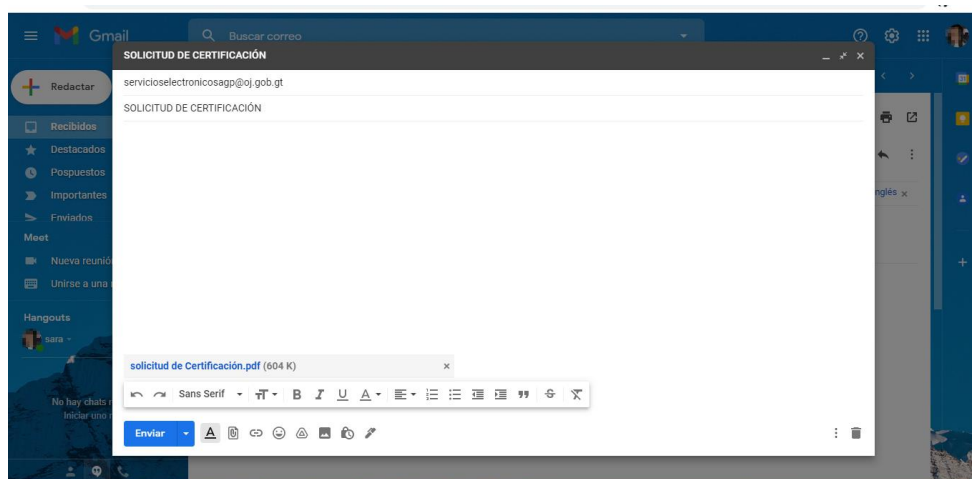 Gmail
Buscar correo
SOLICITUD DE CERTIFICACIÓN
servicioselectronicosagp@oj.gob.gt
SOLICITUD DE CERTIFICACIÓN
Redactar
Recibidos
Destacados
Pospuestos
Importantes
Enviados
Meet
Nueva reunió
Unirse a una
Hangouts
sara
No hay chats
Iniciar uno
nglés
solicitud de Certificación.pdf (604 K)
Sans Serif
Enviar